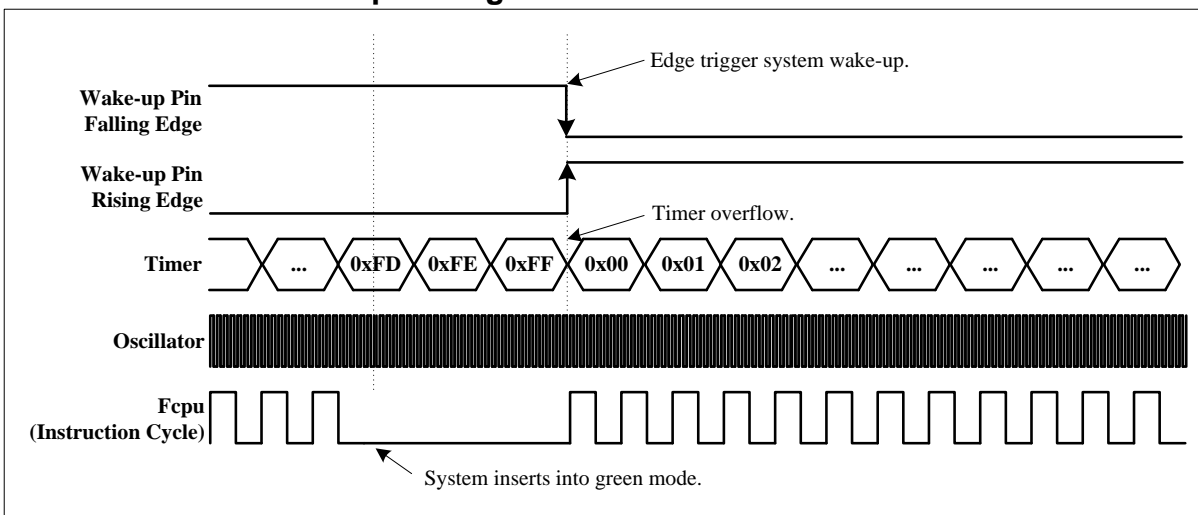 Edge trigger system wake-up.
Wake-up Pin
Falling Edge
Wake-up Pin
Rising Edge
Timer overflow.
Timer ... 0xFD 0xFE 0xFF 0x00 0x01 0x02 ... ... ... ... ...
Oscillator
Fcpu
(Instruction Cycle)
System inserts into green mode.